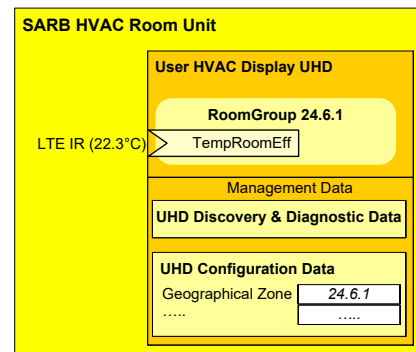 SARB HVAC Room Unit
User HVAC Display UHD
RoomGroup 24.6.1
LTE IR (22.3°C) TempRoomEff
Management Data
UHD Discovery & Diagnostic Data
UHD Configuration Data
Geographical Zone 24.6.1
….. …..